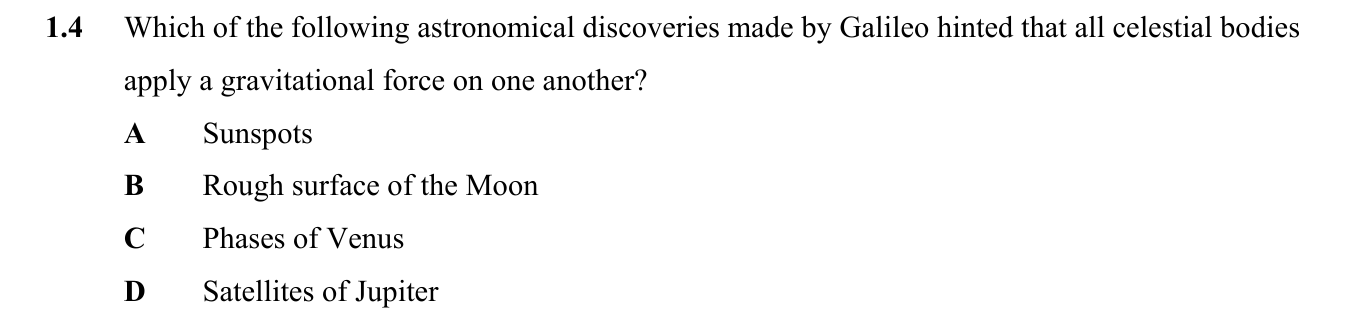 1.4 Which of the following astronomical discoveries made by Galileo hinted that all celestial bodies
apply a gravitational force on one another?
A Sunspots
B Rough surface of the Moon
C Phases of Venus
D Satellites of Jupiter